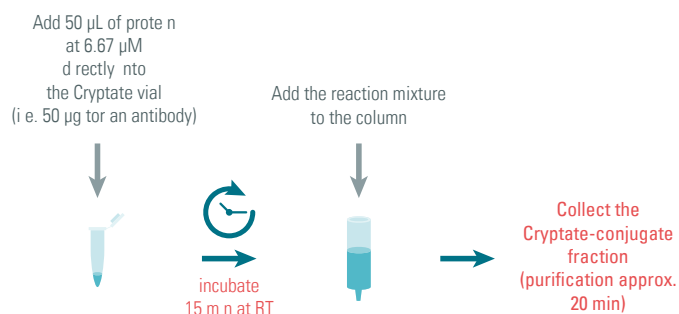 Add 50 µL of prote n
at 6.67 µM
d rectly  nto
the Cryptate vial
(i e. 50 µg tor an antibody)
Add the reaction mixture
to the column
incubate
15 m n at RT
Collect the
Cryptate-conjugate
fraction
(purification approx.
20 min)